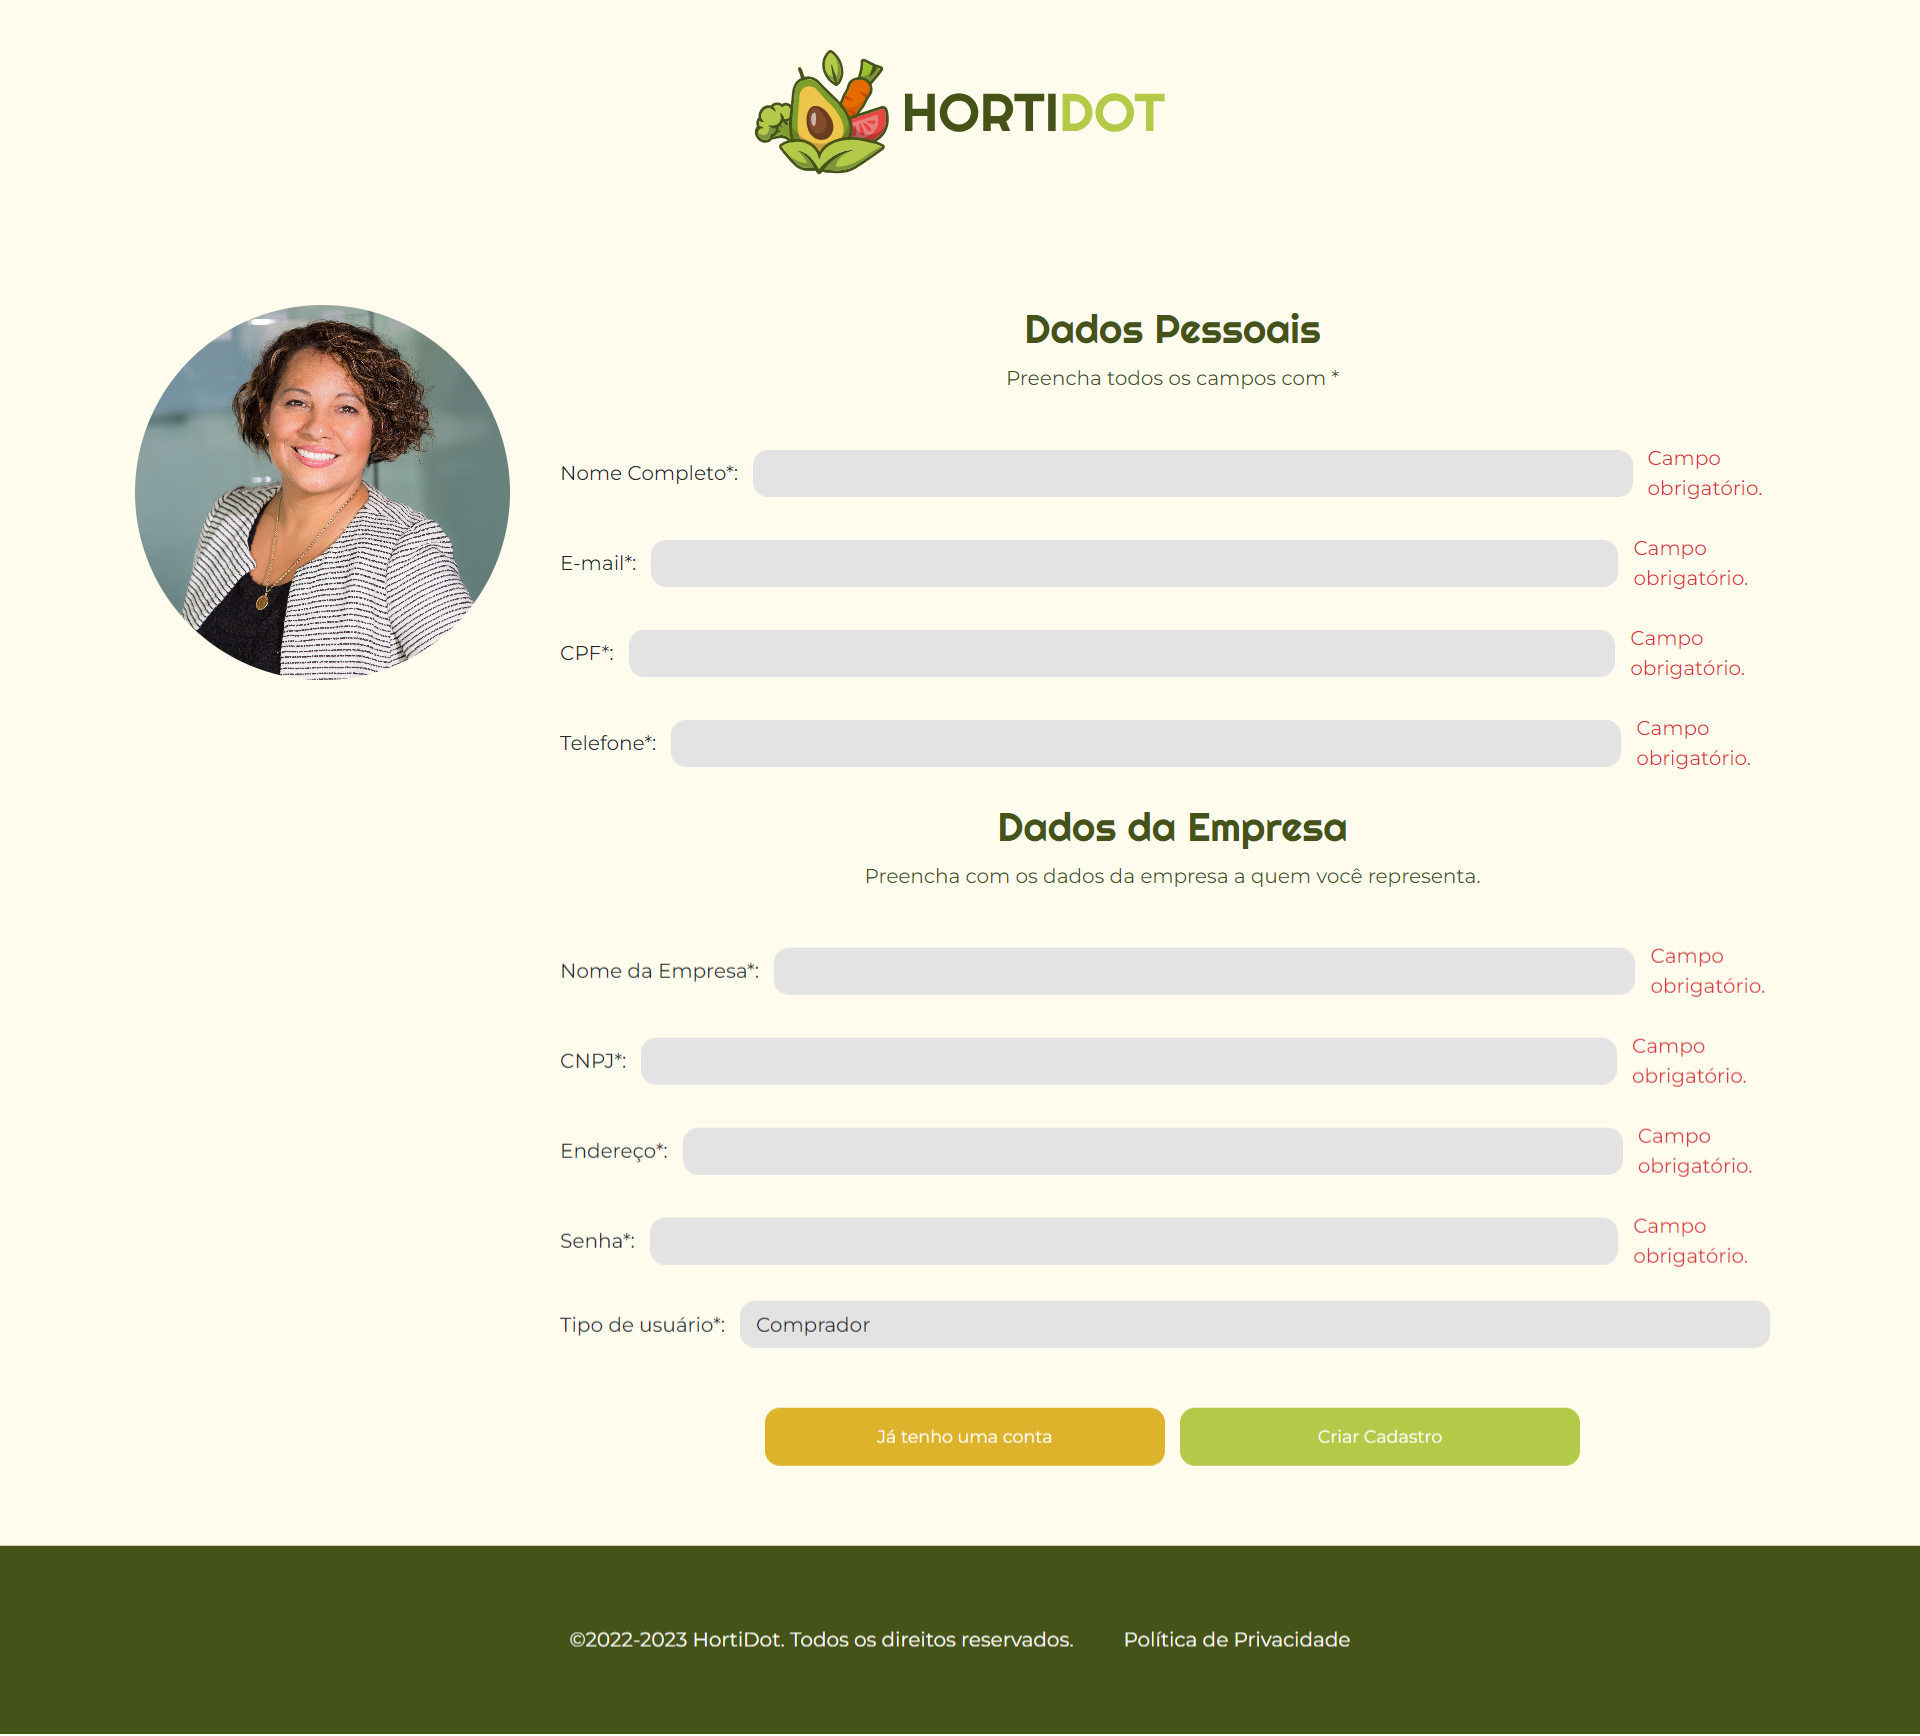 HORTIDOT
Dados Pessoais
Preencha todos os campos com *
Nome Completo*:
Campo
obrigatório.
E-mail*:
Campo
obrigatório.
CPF*:
Campo
obrigatório.
Telefone*:
Campo
obrigatório.
Dados da Empresa
Preencha com os dados da empresa a quem você representa.
Nome da Empresa*:
Campo
obrigatório.
CNPJ*:
Campo
obrigatório.
Endereço*:
Campo
obrigatório.
Senha*:
Campo
obrigatório.
Tipo de usuário*: Comprador
Já tenho uma conta Criar Cadastro
©2022-2023 HortiDot. Todos os direitos reservados. Política de Privacidade